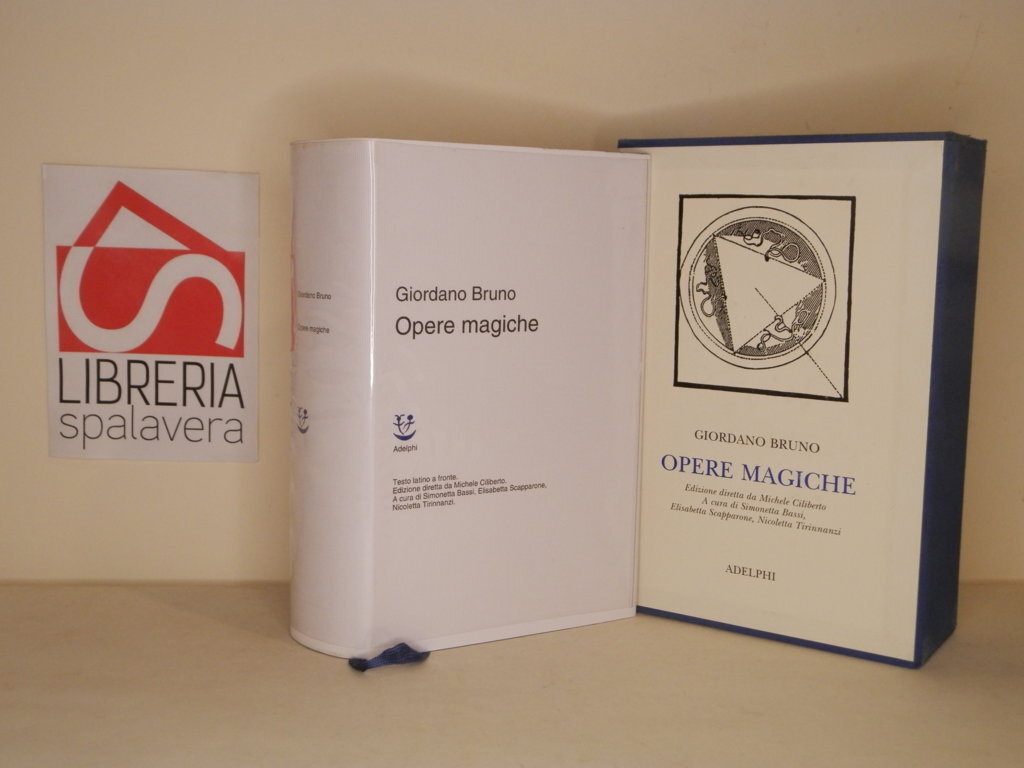 LIBRERIA
spalavera
Giordano Bruno
Opere magiche
Giordano Bruno
Opere magiche
Adelphi
Testo latino a fronte.
Edizione diretta da Michele Ciliberto.
A cura di Simonetta Bassi, Elisabetta Scapparone,
Nicoletta Tirinnanzi.
GIORDANO BRUNO
OPERE MAGICHE
Edizione diretta da Michele Ciliberto
A cura di Simonetta Bassi,
Elisabetta Scapparone, Nicoletta Tirinnanzi
ADELPHI